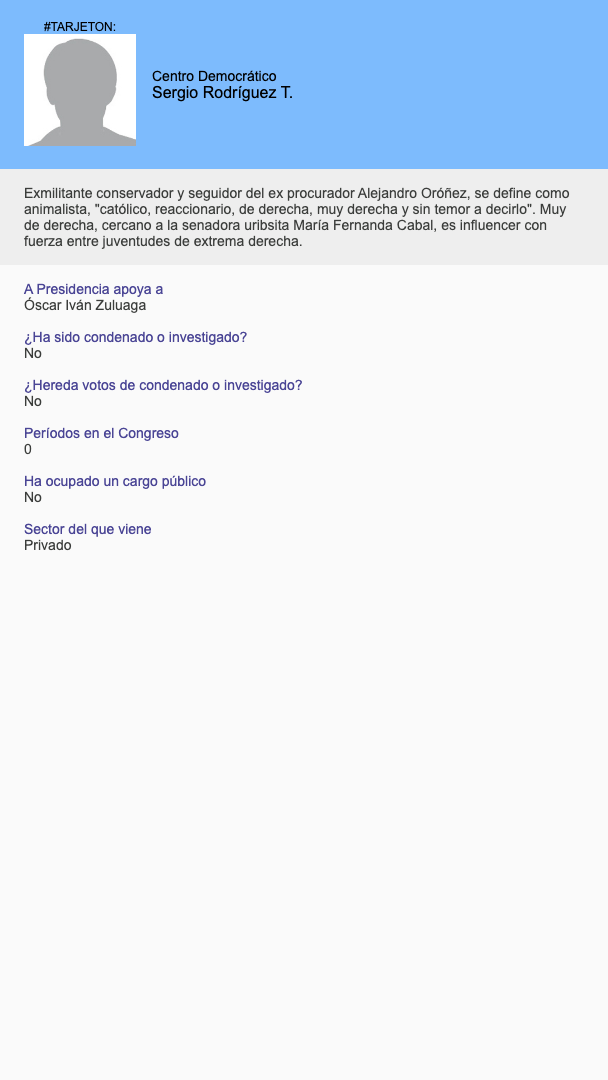 #TARJETON:
Centro Democrático
Sergio Rodríguez T.
Exmilitante conservador y seguidor del ex procurador Alejandro Oróñez, se define como
animalista, "católico, reaccionario, de derecha, muy derecha y sin temor a decirlo". Muy
de derecha, cercano a la senadora uribsita María Fernanda Cabal, es influencer con
fuerza entre juventudes de extrema derecha.
A Presidencia apoya a
Óscar Iván Zuluaga
¿Ha sido condenado o investigado?
No
¿Hereda votos de condenado o investigado?
No
Períodos en el Congreso
0
Ha ocupado un cargo público
No
Sector del que viene
Privado